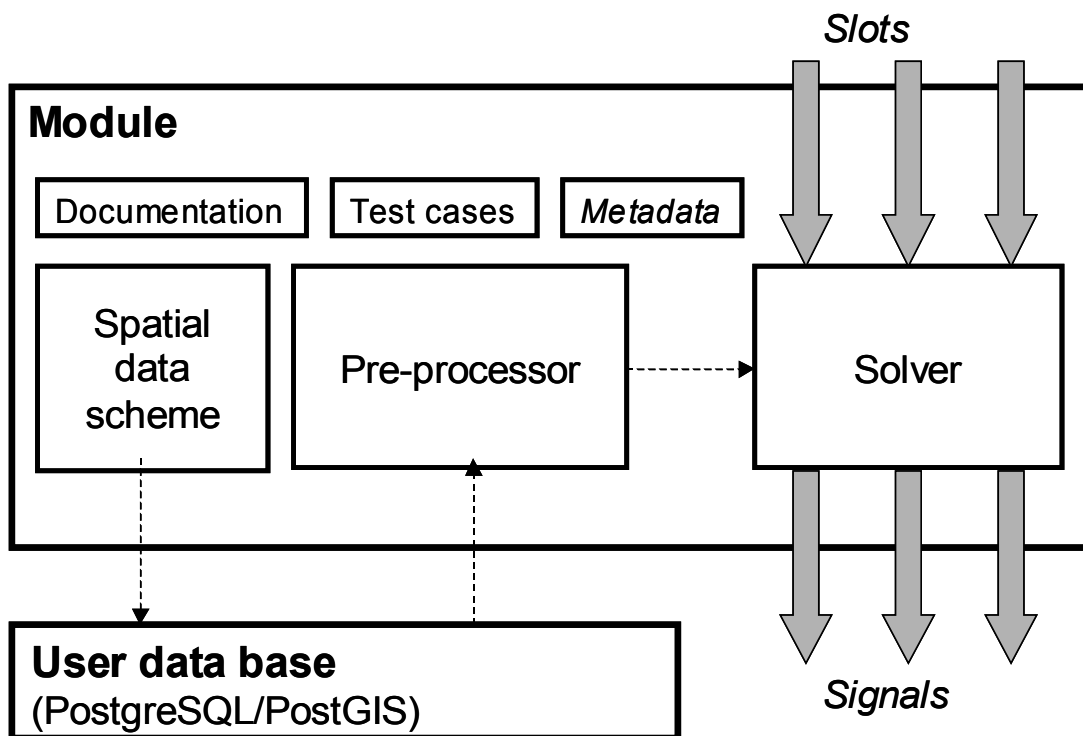 Slots
Module
Documentation
Test cases
Metadata
Spatial
data
scheme
Pre-processor
Solver
User data base
(PostgreSQL/PostGIS)
Signals